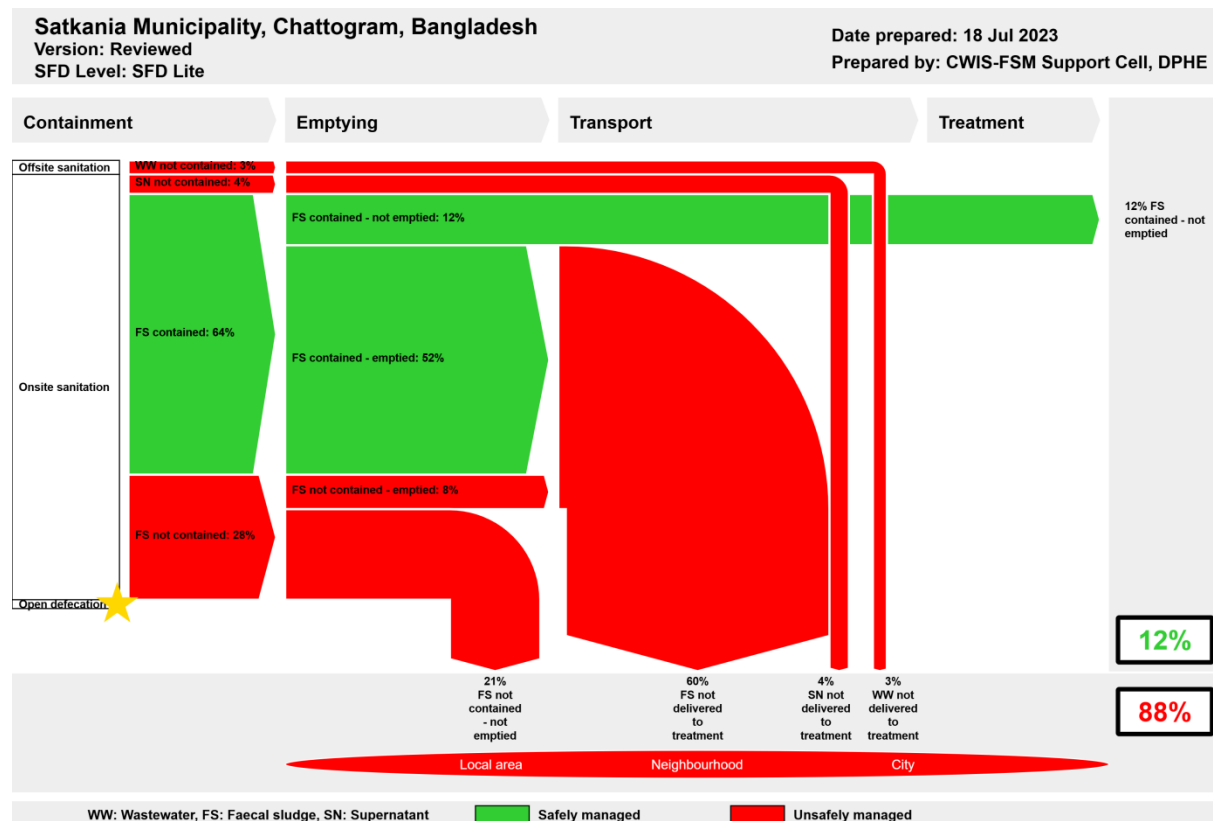 Satkania Municipality, Chattogram, Bangladesh
Version: Reviewed
SFD Level: SFD Lite
Date prepared: 18 Jul 2023
Prepared by: CWIS-FSM Support Cell, DPHE
Containment
Emptying
Transport
Treatment
Offsite sanitation
WW not contained: 3%
SN not contained: 4%
FS contained - not emptied: 12%
12% FS
contained - not
emptied
FS contained: 64%
FS contained - emptied: 52%
Onsite sanitation
FS not contained - emptied: 8%
FS not contained: 28%
Open defecation
12%
88%
21%
FS not
contained
- not
emptied
60%
FS not
delivered
to
treatment
4%
SN not
delivered
to
treatment
3%
WW not
delivered
to
treatment
Local area
Neighbourhood
City
WW: Wastewater, FS: Faecal sludge, SN: Supernatant
Safely managed
Unsafely managed